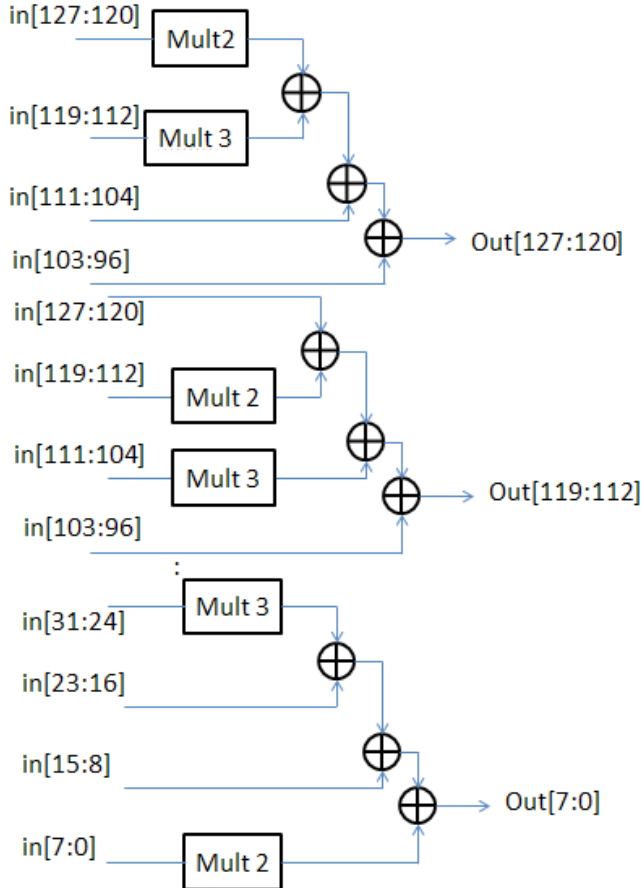 in[127:120]
Mult2
in[119:112]
Mult 3
in[111:104]
Out[127:120]
in[103:96]
in[127:120]
in[119:112]
Mult 2
in[111:104]
Mult 3
Out[119:112]
in[103:96]
:
Mult 3
in[31:24]
in[23:16]
in[15:8]
Out[7:0]
in[7:0]
Mult 2